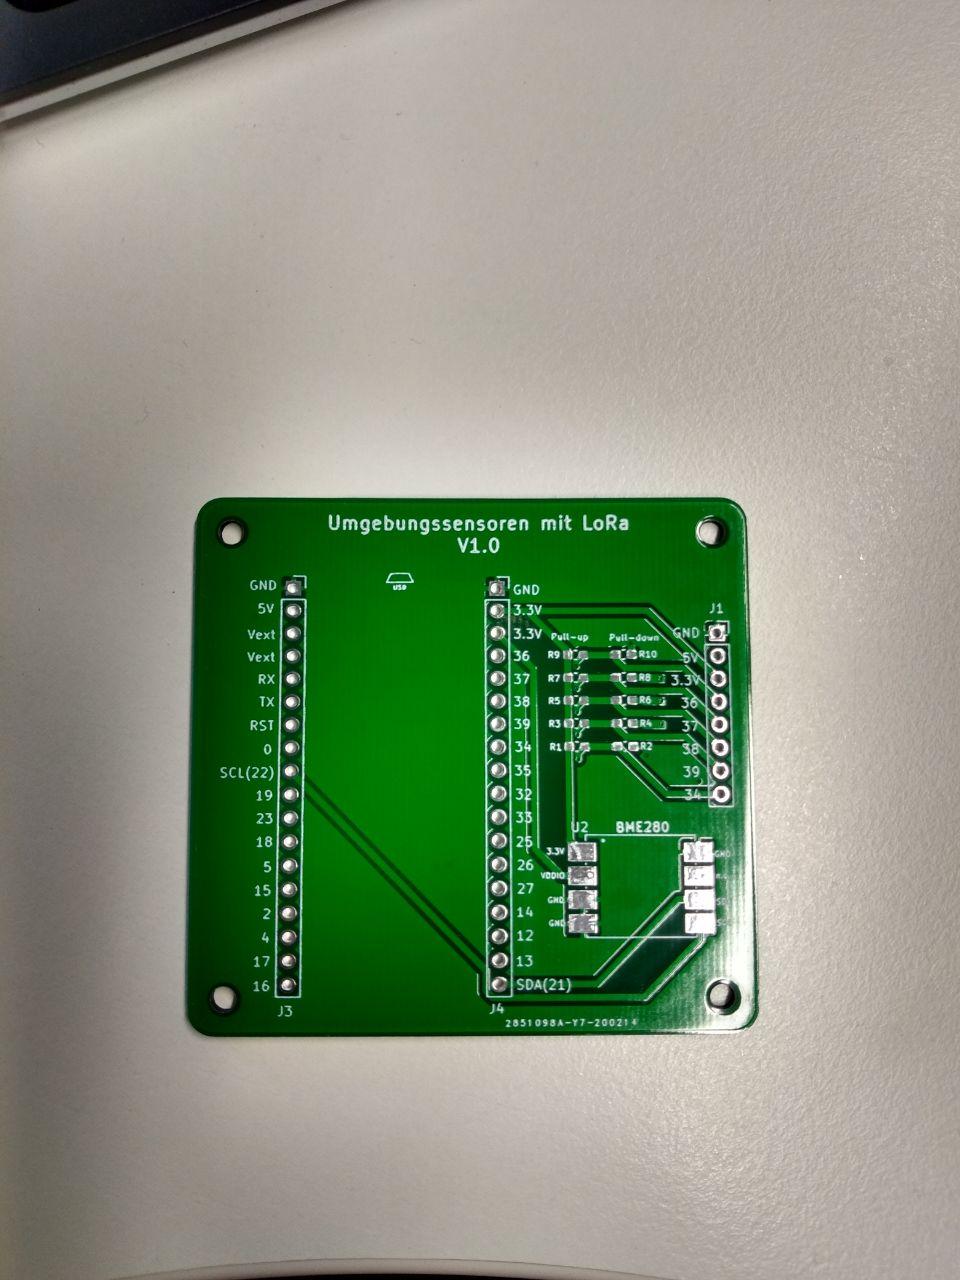 Umgebungssensoren mit LoRa
V1.0
USB
GND
5V
Vext
Vext
RX
TX
RST
0
SCL(22)
19
23
18
5
15
2
4
17
16
J3
GND
3.3V
3.3V
36
37
38
39
34
35
32
33
25
26
27
14
12
13
SDA(21)
J4
Pull-up Pull-down
R9 R10
R7 R8
R5 R6
R3 R4
R1 R2
J1
GND
5V
3.3V
36
37
38
39
34
U2 BME280
3.3V GND
VDDIO
GND
GND
2851098A-Y7-200214